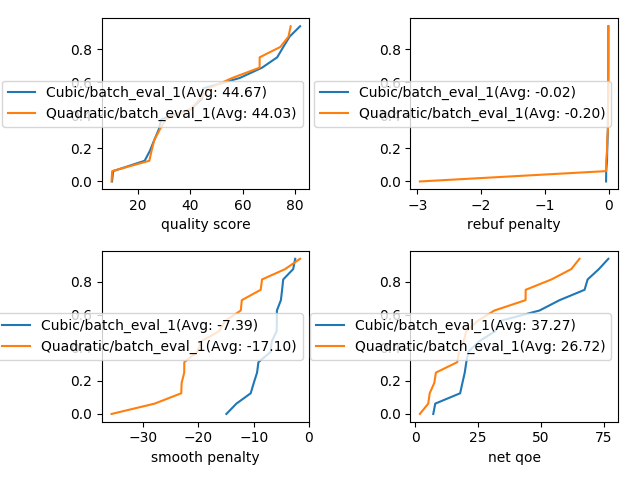 0.8
0.6
0.2
0.0
Cubic/batch_eval_1(Avg: 44.67)
Quadratic/batch_eval_1(Avg: 44.03)
20 40 60 80
quality score
0.8
0.2
0.0
Cubic/batch_eval_1(Avg: -0.02)
Quadratic/batch_eval_1(Avg: -0.20)
−3 −2 −1 0
rebuf penalty
0.8
0.2
0.0
Cubic/batch_eval_1(Avg: -7.39)
Quadratic/batch_eval_1(Avg: -17.10)
−30 −20 −10 0
smooth penalty
0.8
0.2
0.0
Cubic/batch_eval_1(Avg: 37.27)
Quadratic/batch_eval_1(Avg: 26.72)
0 25 50 75
net qoe